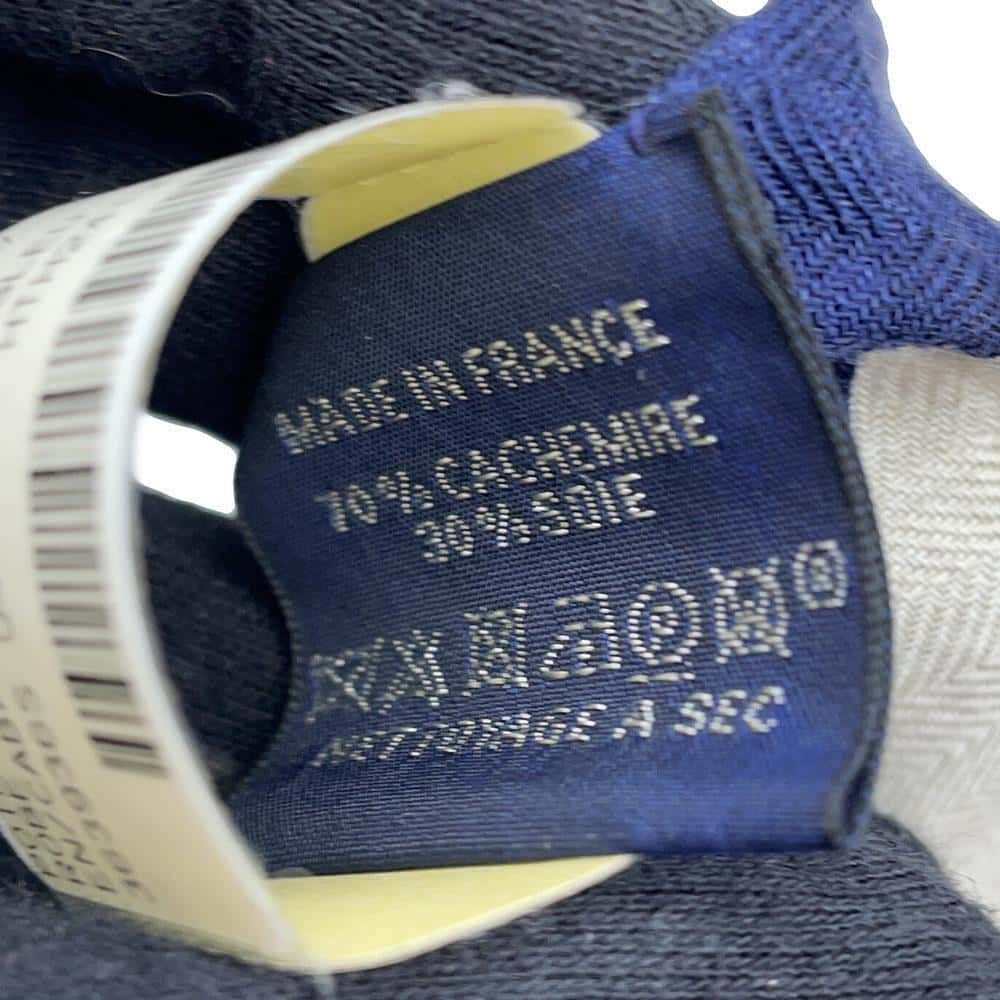 MADE IN FRANCE
70% CACHEMIRE
30% SOIE
NETTOYAGE A SEC